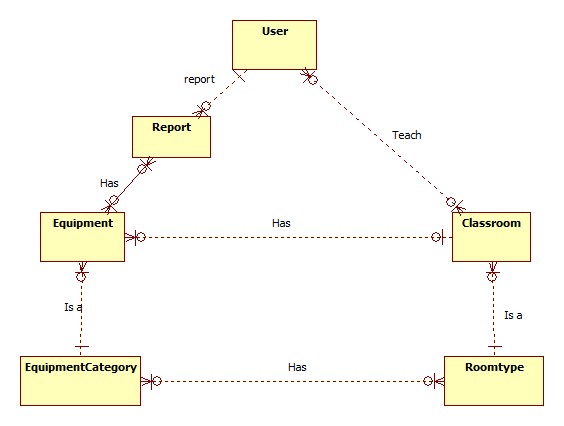 User
report
Report
Teach
Has
Equipment
Has
Classroom
Is a
Is a
EquipmentCategory
Has
Roomtype